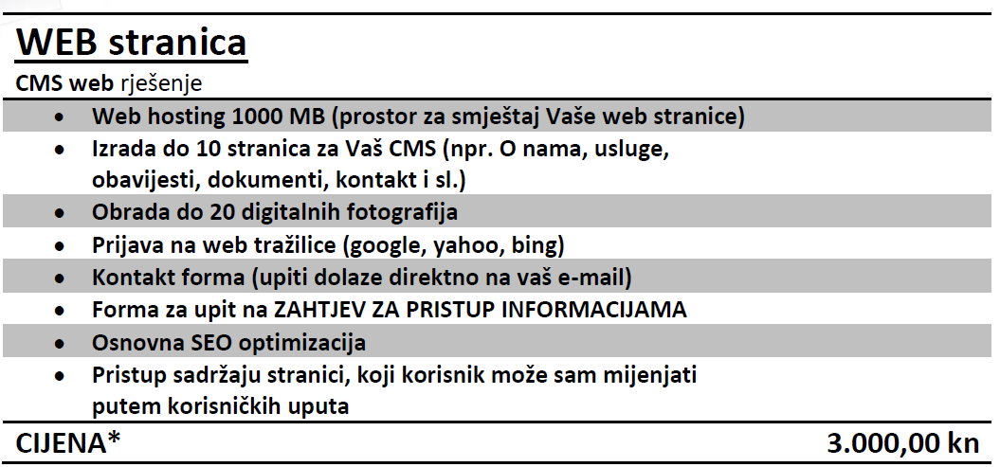 WEB stranica
CMS web rješenje
• Web hosting 1000 MB (prostor za smještaj Vaše web stranice)
• Izrada do 10 stranica za Vaš CMS (npr. O nama, usluge,
obavijesti, dokumenti, kontakt i sl.)
• Obrada do 20 digitalnih fotografija
• Prijava na web tražilice (google, yahoo, bing)
• Kontakt forma (upiti dolaze direktno na vaš e-mail)
• Forma za upit na ZAHTJEV ZA PRISTUP INFORMACIJAMA
• Osnovna SEO optimizacija
• Pristup sadržaju stranici, koji korisnik može sam mijenjati
putem korisničkih uputa
CIJENA* 3.000,00 kn